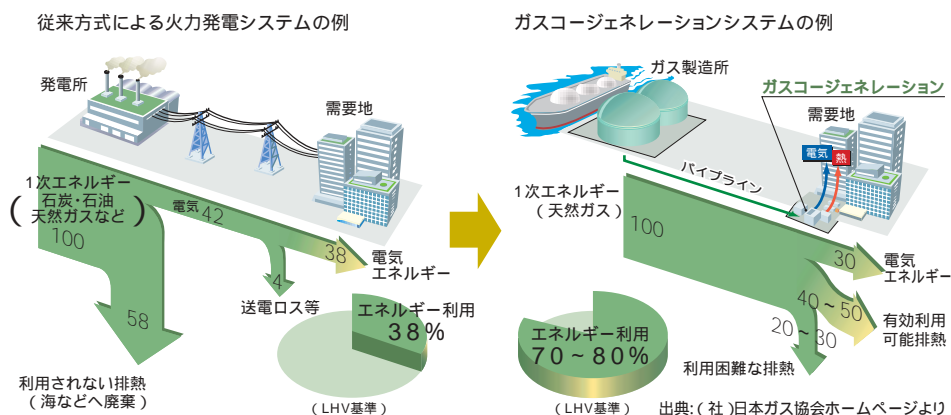 従来方式による火力発電システムの例
発電所
需要地
1次エネルギー
(石炭・石油
天然ガスなど)
100
電気 42
38
電気
エネルギー
4
送電ロス等
58
利用されない排熱
(海などへ廃棄)
エネルギー利用
38%
(LHV基準)
ガスコージェネレーションシステムの例
ガス製造所
ガスコージェネレーション
需要地
電気
熱
パイプライン
1次エネルギー
(天然ガス)
100
30
電気
エネルギー
40~50
有効利用
可能排熱
20~30
利用困難な排熱
エネルギー利用
70~80%
(LHV基準)
出典:(社)日本ガス協会ホームページより